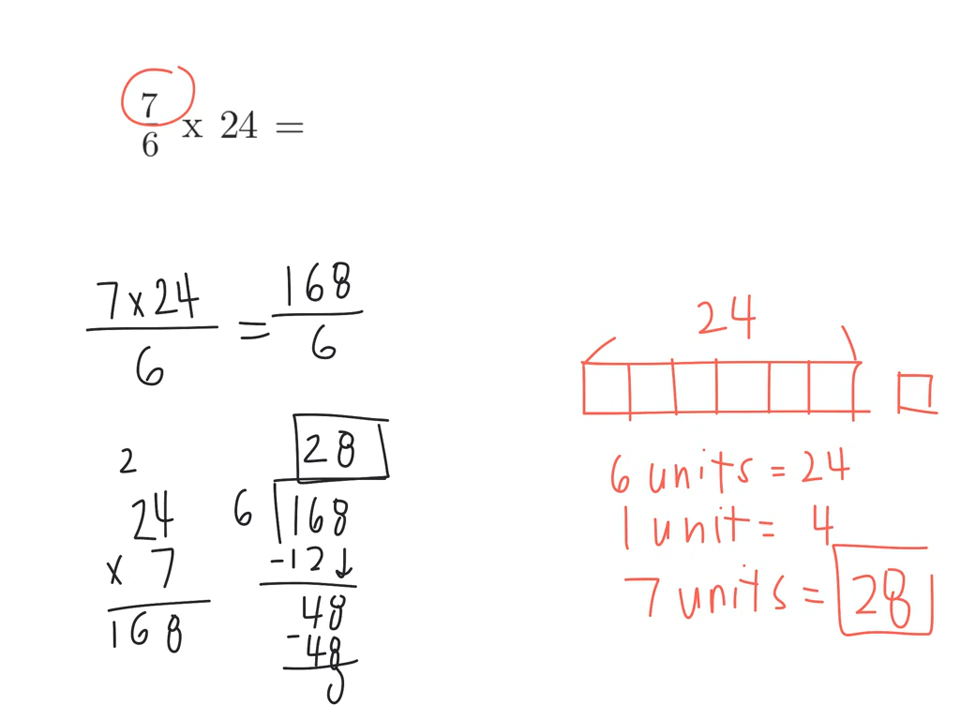 7
6 x 24 =
7x24 = 168
6 6
2
24
x 7
168
28
6 168
-12↓
48
-48
0
24
6 units = 24
1 unit = 4
7 units = 28